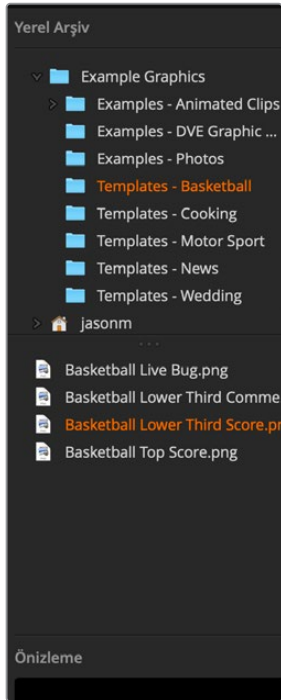 Yerel Arşiv
Example Graphics
Examples - Animated Clips
Examples - DVE Graphic ...
Examples - Photos
Templates - Basketball
Templates - Cooking
Templates - Motor Sport
Templates - News
Templates - Wedding
jasonm
...
Basketball Live Bug.png
Basketball Lower Third Comme
Basketball Lower Third Score.pn
Basketball Top Score.png
Önizleme